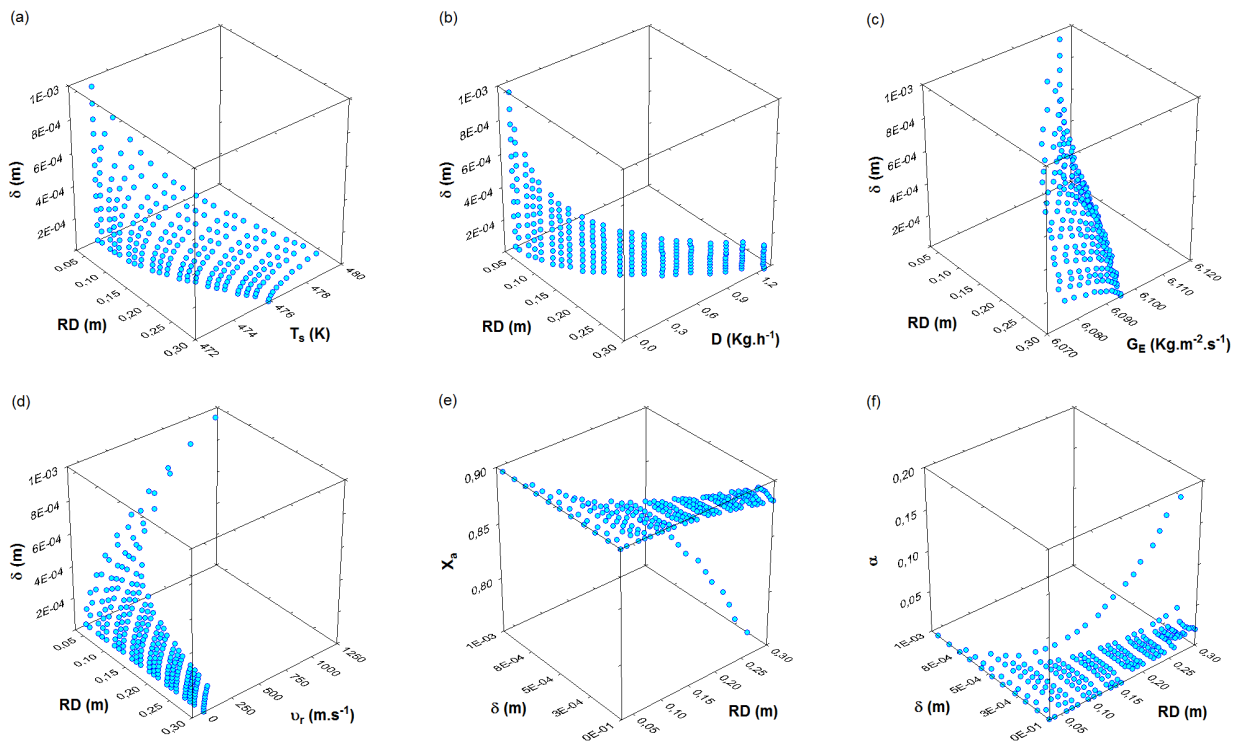 (a)
1E-03
8E-04
6E-04
4E-04
2E-04
δ (m)
0,05
0,10
0,15
0,20
0,25
0,30
RD (m)
472
474
476
478
480
Ts (K)
(b)
1E-03
8E-04
6E-04
4E-04
2E-04
δ (m)
0,05
0,10
0,15
0,20
0,25
0,30
RD (m)
0,0
0,3
0,6
0,9
1,2
D (Kg.h-1)
(c)
1E-03
8E-04
6E-04
4E-04
2E-04
δ (m)
0,05
0,10
0,15
0,20
0,25
0,30
RD (m)
6,070
6,080
6,090
6,100
6,110
6,120
GE (Kg.m-2.s-1)
(d)
1E-03
8E-04
6E-04
4E-04
2E-04
δ (m)
0,05
0,10
0,15
0,20
0,25
0,30
RD (m)
0
250
500
750
1000
1250
υr (m.s-1)
(e)
0,90
0,85
0,80
Xa
1E-03
8E-04
5E-04
3E-04
0E-01
δ (m)
0,05
0,10
0,15
0,20
0,25
0,30
RD (m)
(f)
0,20
0,15
0,10
0,05
α
1E-03
8E-04
5E-04
3E-04
0E-01
δ (m)
0,05
0,10
0,15
0,20
0,25
0,30
RD (m)